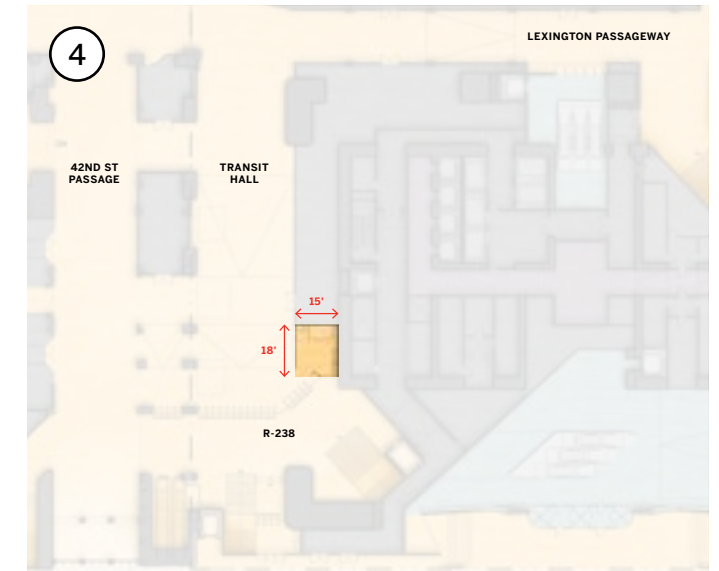 4
LEXINGTON PASSAGEWAY
42ND ST
PASSAGE
TRANSIT
HALL
15'
18'
R-238